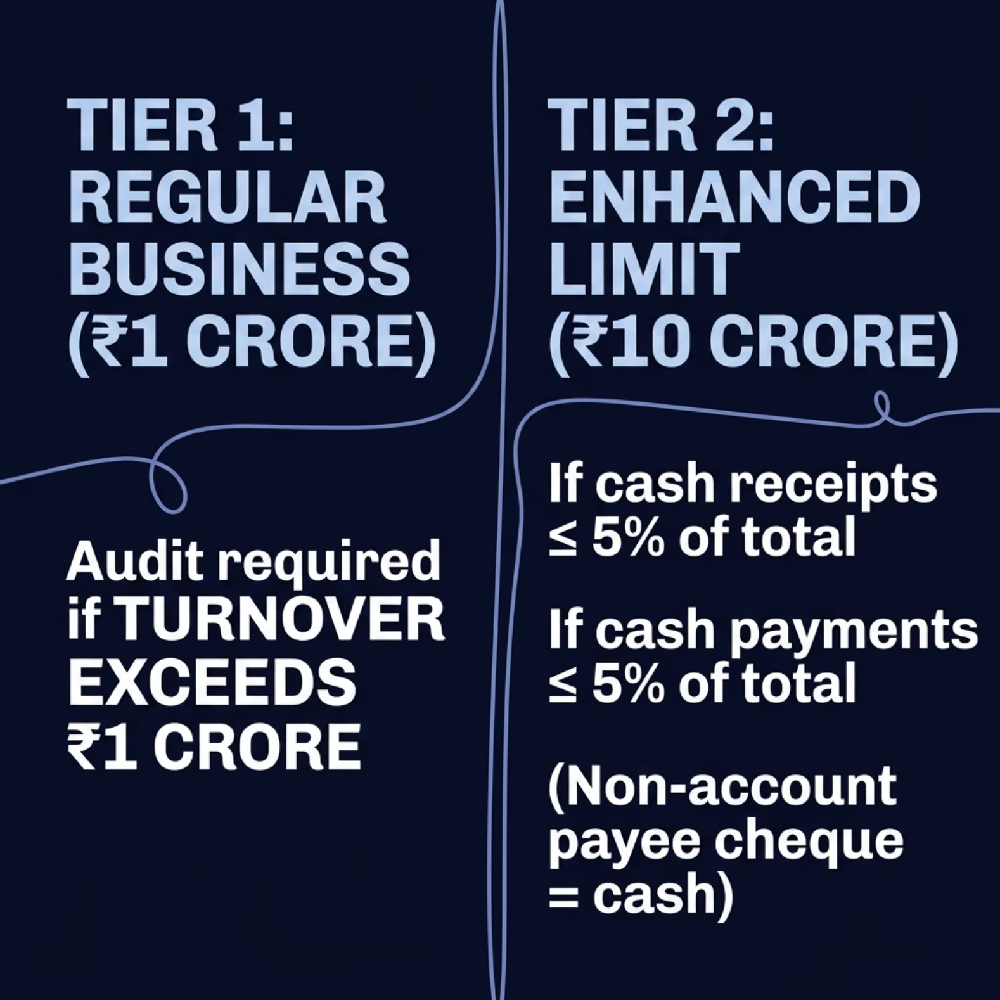 TIER 1:
REGULAR
BUSINESS
(₹1 CRORE)
Audit required
if TURNOVER
EXCEEDS
₹1 CRORE
TIER 2:
ENHANCED
LIMIT
(₹10 CRORE)
If cash receipts
≤ 5% of total
If cash payments
≤ 5% of total
(Non-account
payee cheque
= cash)